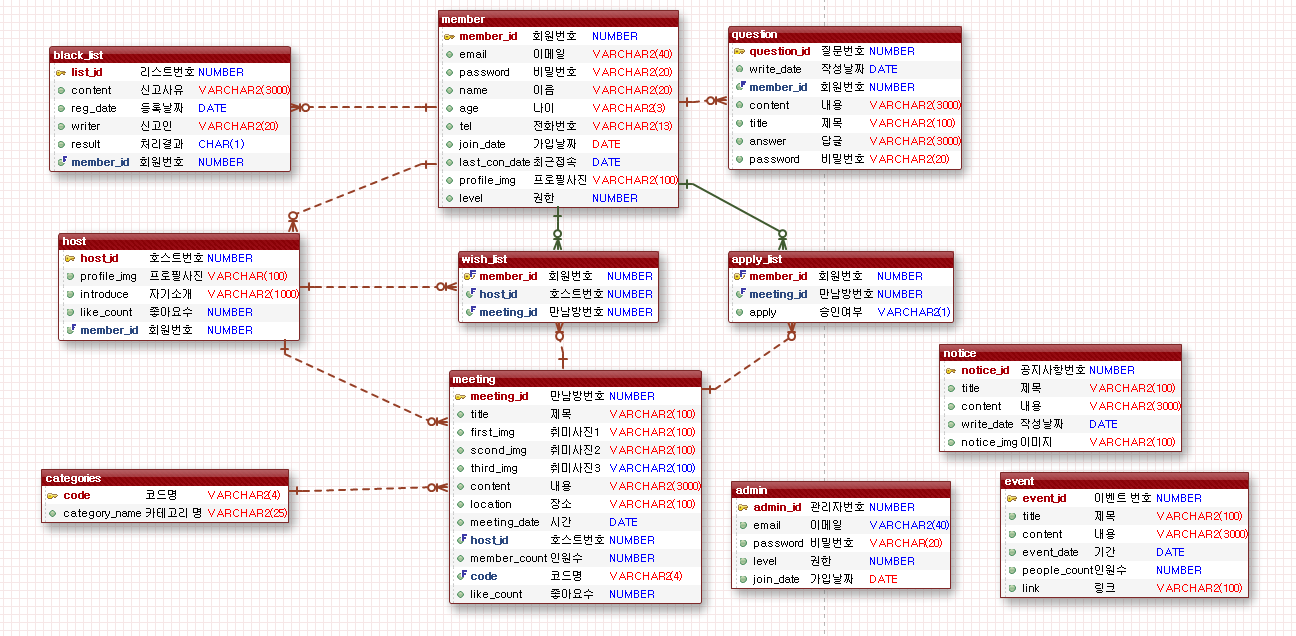 member
member_id 회원번호 NUMBER
email 이메일 VARCHAR2(40)
password 비밀번호 VARCHAR2(20)
name 이름 VARCHAR2(20)
age 나이 VARCHAR2(3)
tel 전화번호 VARCHAR2(13)
join_date 가입날짜 DATE
last_con_date 최근접속 DATE
profile_img 프로필사진 VARCHAR2(100)
level 권한 NUMBER
question
question_id 질문번호 NUMBER
write_date 작성날짜 DATE
member_id 회원번호 NUMBER
content 내용 VARCHAR2(3000)
title 제목 VARCHAR2(100)
answer 답글 VARCHAR2(3000)
password 비밀번호 VARCHAR2(20)
black_list
list_id 리스트번호 NUMBER
content 신고사유 VARCHAR2(3000)
reg_date 등록날짜 DATE
writer 신고인 VARCHAR2(20)
result 처리결과 CHAR(1)
member_id 회원번호 NUMBER
host
host_id 호스트번호 NUMBER
profile_img 프로필사진 VARCHAR(100)
introduce 자기소개 VARCHAR2(1000)
like_count 좋아요수 NUMBER
member_id 회원번호 NUMBER
wish_list
member_id 회원번호 NUMBER
host_id 호스트번호 NUMBER
meeting_id 만남방번호 NUMBER
apply_list
member_id 회원번호 NUMBER
meeting_id 만남방번호 NUMBER
apply 승인여부 VARCHAR2(1)
meeting
meeting_id 만남방번호 NUMBER
title 제목 VARCHAR2(100)
first_img 취미사진1 VARCHAR2(100)
scond_img 취미사진2 VARCHAR2(100)
third_img 취미사진3 VARCHAR2(100)
content 내용 VARCHAR2(3000)
location 장소 VARCHAR2(100)
meeting_date 시간 DATE
host_id 호스트번호 NUMBER
member_count 인원수 NUMBER
code 코드명 VARCHAR2(4)
like_count 좋아요수 NUMBER
notice
notice_id 공지사항번호 NUMBER
title 제목 VARCHAR2(100)
content 내용 VARCHAR2(3000)
write_date 작성날짜 DATE
notice_img 이미지 VARCHAR2(100)
categories
code 코드명 VARCHAR2(4)
category_name 카테고리 명 VARCHAR2(25)
admin
admin_id 관리자번호 NUMBER
email 이메일 VARCHAR2(40)
password 비밀번호 VARCHAR(20)
level 권한 NUMBER
join_date 가입날짜 DATE
event
event_id 이벤트 번호 NUMBER
title 제목 VARCHAR2(100)
content 내용 VARCHAR2(3000)
event_date 기간 DATE
people_count 인원수 NUMBER
link 링크 VARCHAR2(100)